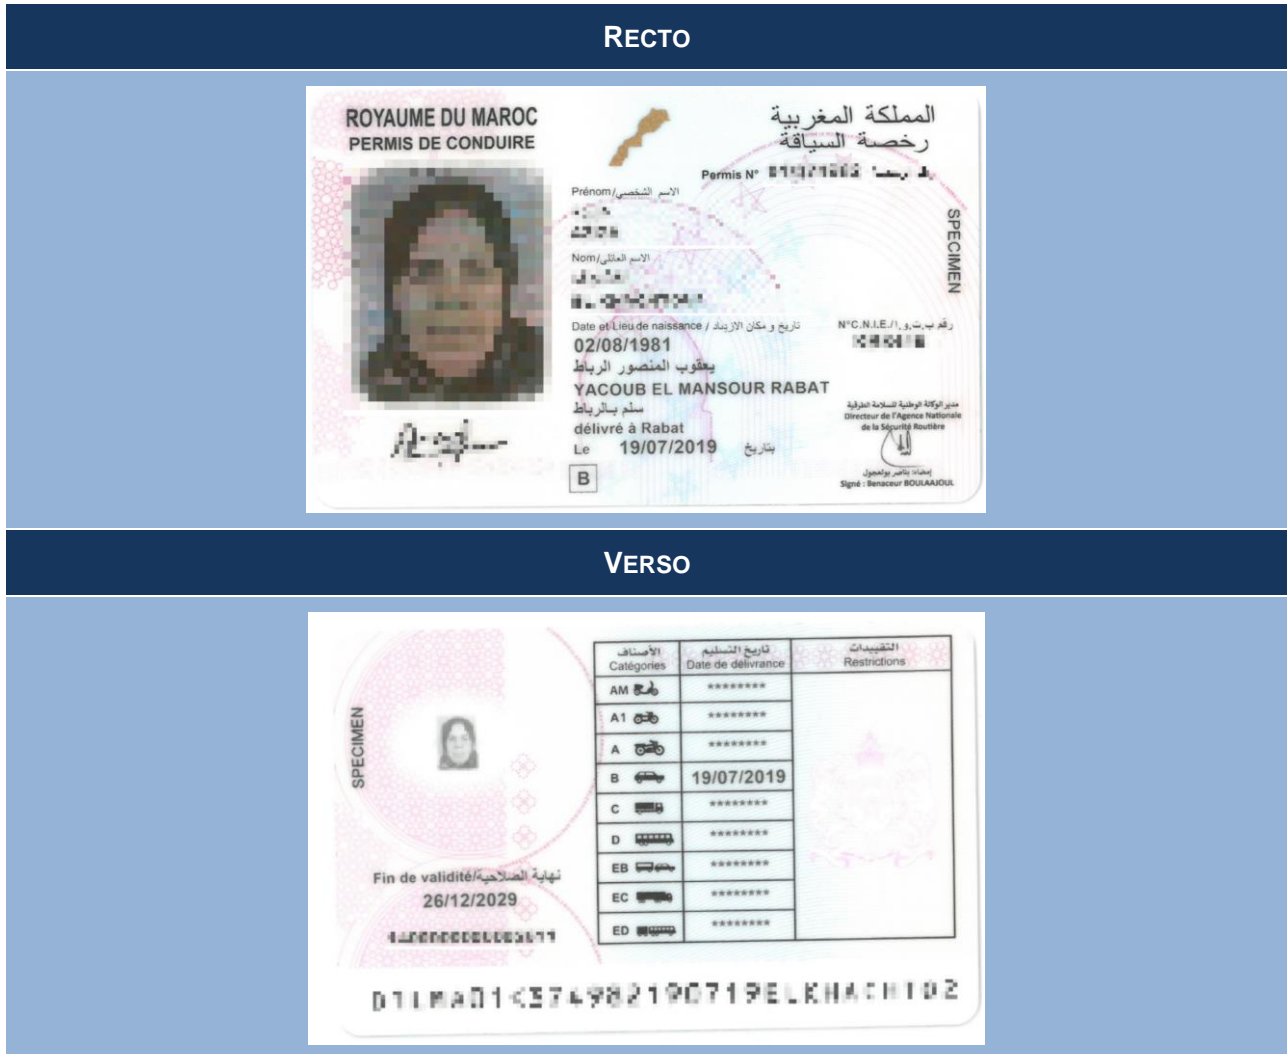 RECTO
ROYAUME DU MAROC
PERMIS DE CONDUIRE
المملكة المغربية
رخصة السياقة
Permis N°
Prénom/الاسم الشخصي
Nom/الاسم العائلي
SPECIMEN
Date et Lieu de naissance / تاريخ و مكان الازدياد
N°C.N.I.E./رقم ب.ت.و.ا
02/08/1981
يعقوب المنصور الرباط
YACOUB EL MANSOUR RABAT
سلم بالرباط
délivré à Rabat
Le 19/07/2019 بتاريخ
B
مدير الوكالة الوطنية للسلامة الطرقية
Directeur de l'Agence Nationale
de la Sécurité Routière
إمضاء: بناصر بولعجول
Signé : Benaceur BOULAAJOUL
VERSO
SPECIMEN
Fin de validité/نهاية الصلاحية
26/12/2029
الأصناف تاريخ التسليم التقييدات
Catégories Date de délivrance Restrictions
AM ********
A1 ********
A ********
B 19/07/2019
C ********
D ********
EB ********
EC ********
ED ********